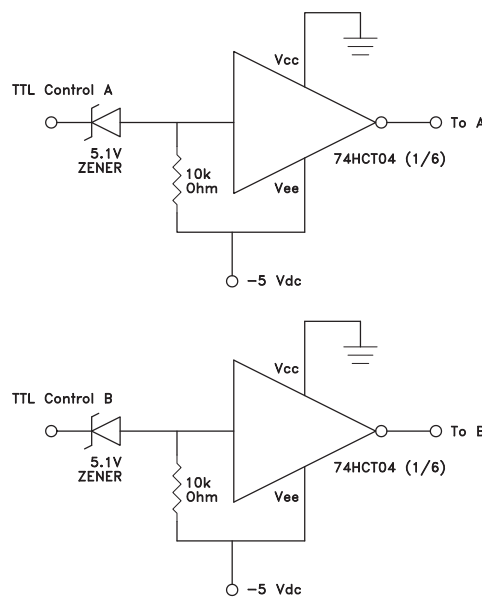 Vcc
TTL Control A
To A
5.1V
ZENER
74HCT04 (1/6)
10k
Ohm
Vee
-5 Vdc
Vcc
TTL Control B
To B
5.1V
ZENER
74HCT04 (1/6)
10k
Ohm
Vee
-5 Vdc